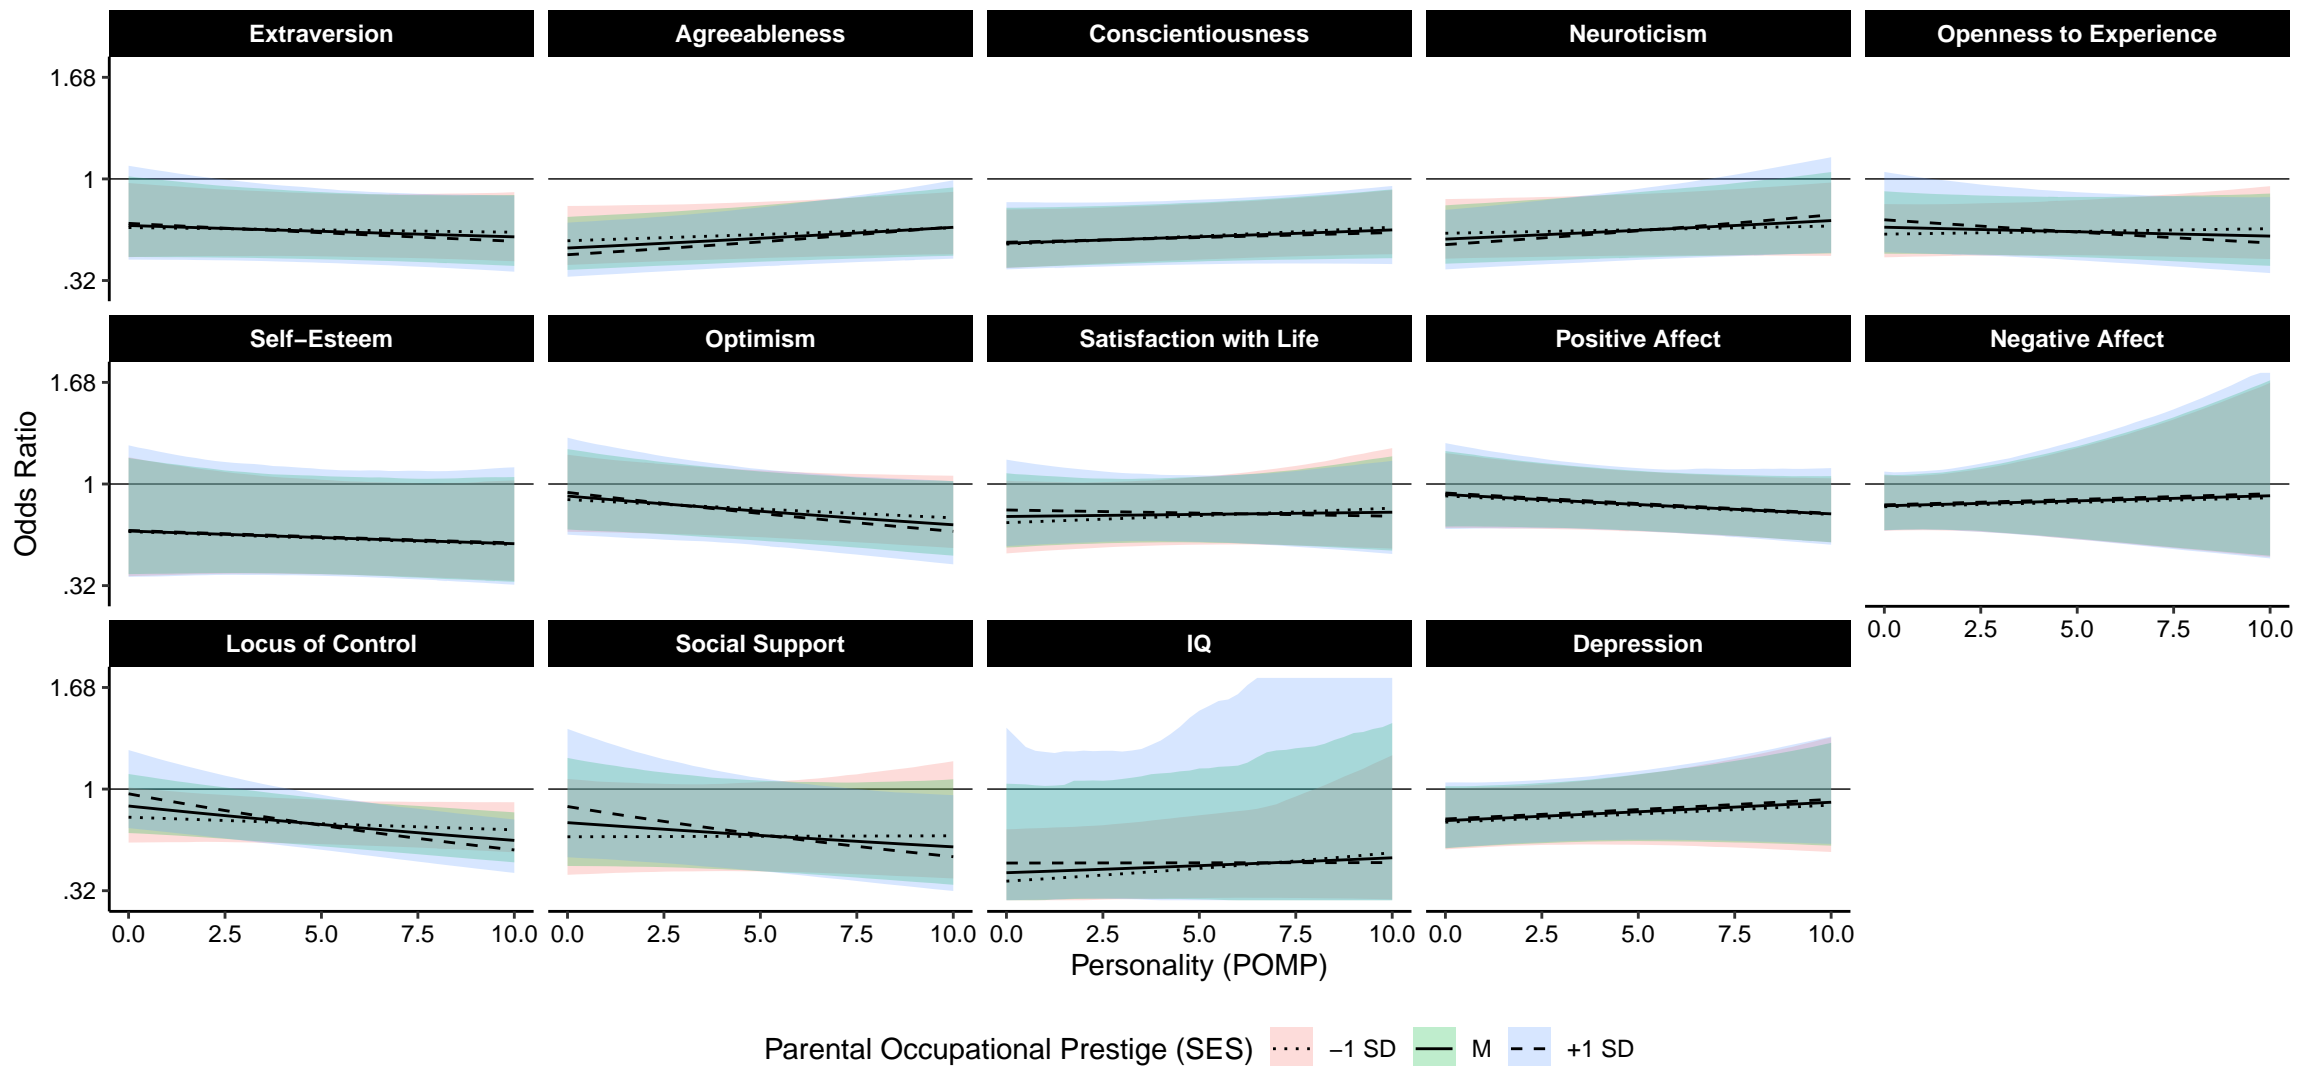 Extraversion Agreeableness Conscientiousness Neuroticism Openness to Experience
1.68
1
.32
Self−Esteem Optimism Satisfaction with Life Positive Affect Negative Affect
1.68
1
.32
0.0 2.5 5.0 7.5 10.0
Locus of Control Social Support IQ Depression
1.68
1
.32
0.0 2.5 5.0 7.5 10.0 0.0 2.5 5.0 7.5 10.0 0.0 2.5 5.0 7.5 10.0 0.0 2.5 5.0 7.5 10.0
Odds Ratio
Personality (POMP)
Parental Occupational Prestige (SES) −1 SD M +1 SD